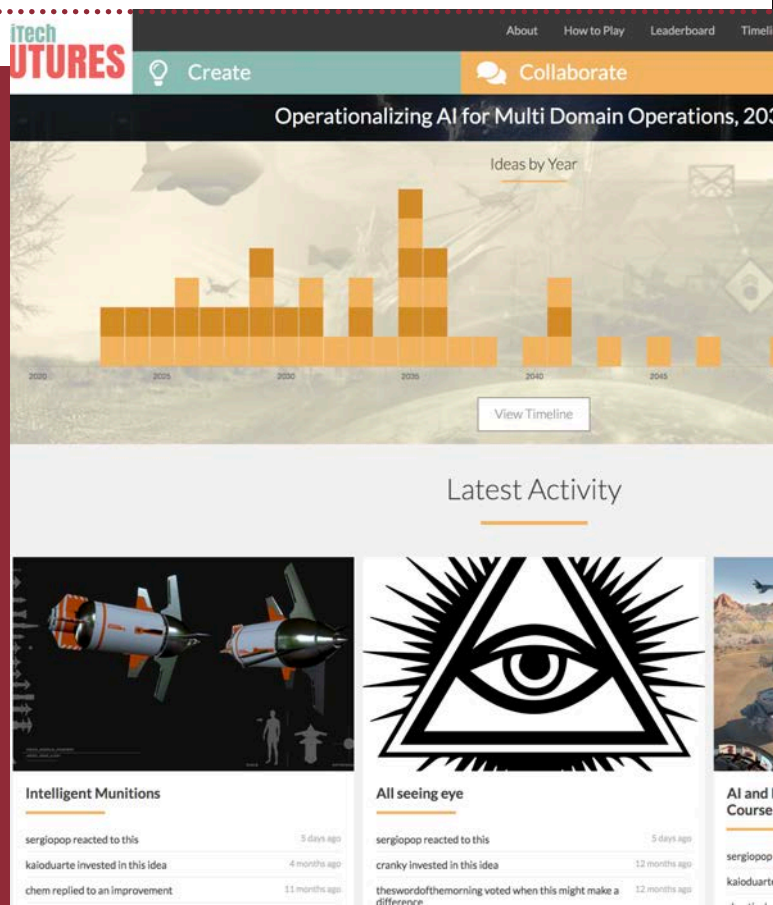 iTech
UTURES
About How to Play Leaderboard Timeli
Create Collaborate
Operationalizing AI for Multi Domain Operations, 203
Ideas by Year
2020 2030 2035 2040 2045
View Timeline
Latest Activity
Intelligent Munitions
sergiopop reacted to this 5 days ago
kaioduarte invested in this idea 4 months ago
chem replied to an improvement 11 months ago
All seeing eye
sergiopop reacted to this 5 days ago
cranky invested in this idea 12 months ago
theswordofthemorning voted when this might make a 12 months ago
difference
AI and
Course
sergiopop
kaioduart